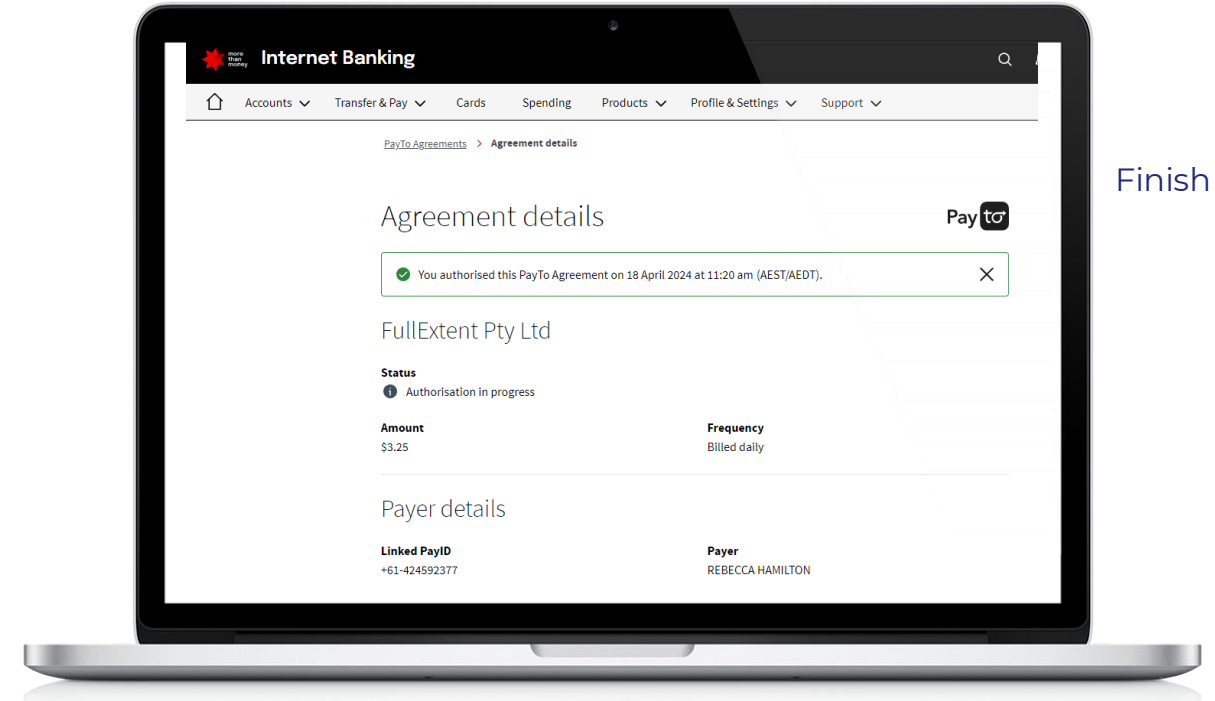 more
than
money
Internet Banking
Accounts
Transfer & Pay
Cards
Spending
Products
Profile & Settings
Support
PayTo Agreements > Agreement details
Finish
Agreement details
Pay to
You authorised this PayTo Agreement on 18 April 2024 at 11:20 am (AEST/AEDT).
FullExtent Pty Ltd
Status
Authorisation in progress
Amount
Frequency
$3.25
Billed daily
Payer details
Linked PayID
Payer
+61-424592377
REBECCA HAMILTON